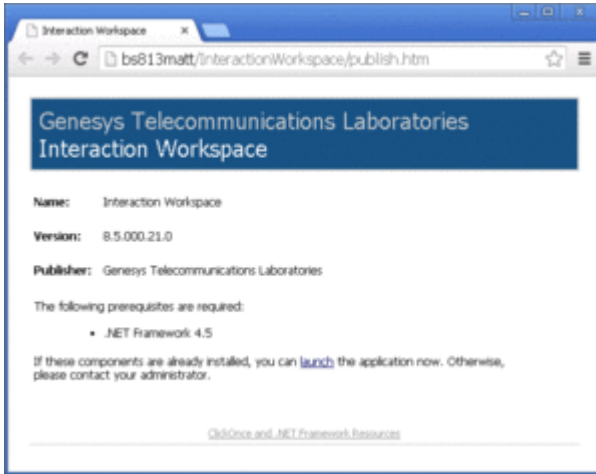 Interaction Workspace
bs813matt/InteractionWorkspace/publish.htm
Genesys Telecommunications Laboratories
Interaction Workspace
Name: Interaction Workspace
Version: 8.5.000.21.0
Publisher: Genesys Telecommunications Laboratories
The following prerequisites are required:
• .NET Framework 4.5
If these components are already installed, you can launch the application now. Otherwise,
please contact your administrator.
ClickOnce and .NET Framework Resources